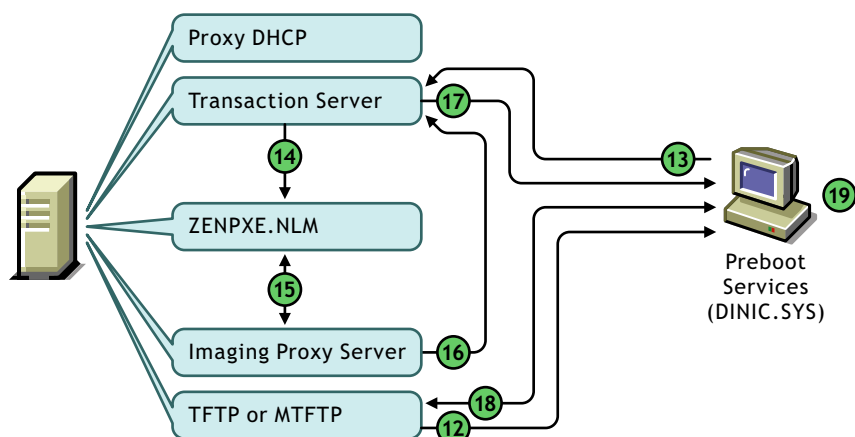 Proxy DHCP
Transaction Server
17
13
14
19
ZENPXE.NLM
Preboot
Services
(DINIC.SYS)
15
Imaging Proxy Server
16
18
TFTP or MTFTP
12